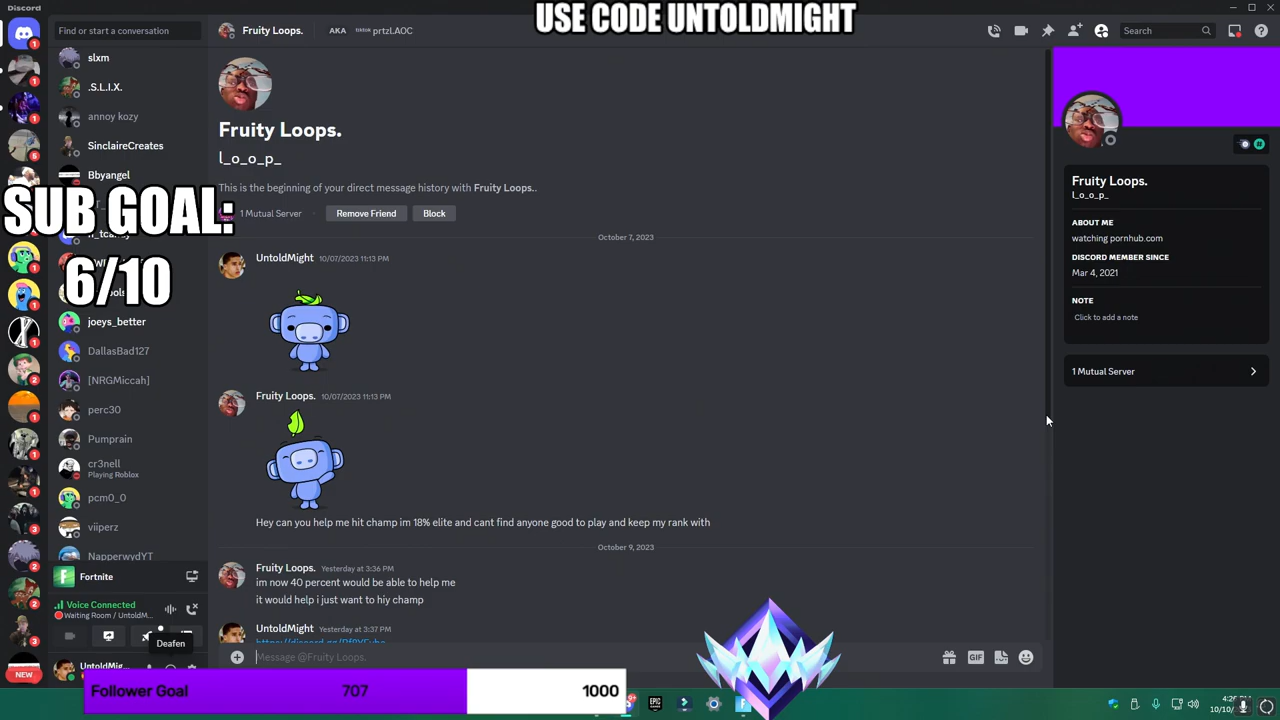 Discord
USE CODE UNTOLDMIGHT
Find or start a conversation
Fruity Loops.
AKA
tiktok prtzLAOC
Search
slxm
.S.L.I.X.
annoy kozy
SinclaireCreates
Bbyangel
SUB GOAL:
6/10
joeys_better
DallasBad127
[NRGMiccah]
perc30
Pumprain
cr3nell
Playing Roblox
pcm0_0
viiperz
NapperwydYT
Fortnite
Voice Connected
Waiting Room / UntoldM...
Deafen
UntoldMig...
NEW
Fruity Loops.
l_o_o_p_
This is the beginning of your direct message history with Fruity Loops..
1 Mutual Server
Remove Friend
Block
October 7, 2023
UntoldMight 10/07/2023 11:13 PM
Fruity Loops. 10/07/2023 11:13 PM
Hey can you help me hit champ im 18% elite and cant find anyone good to play and keep my rank with
October 9, 2023
Fruity Loops. Yesterday at 3:36 PM
im now 40 percent would be able to help me
it would help i just want to hiy champ
UntoldMight Yesterday at 3:37 PM
Message @Fruity Loops.
GIF
Fruity Loops.
l_o_o_p_
ABOUT ME
watching pornhub.com
DISCORD MEMBER SINCE
Mar 4, 2021
NOTE
Click to add a note
1 Mutual Server
Follower Goal
707
1000